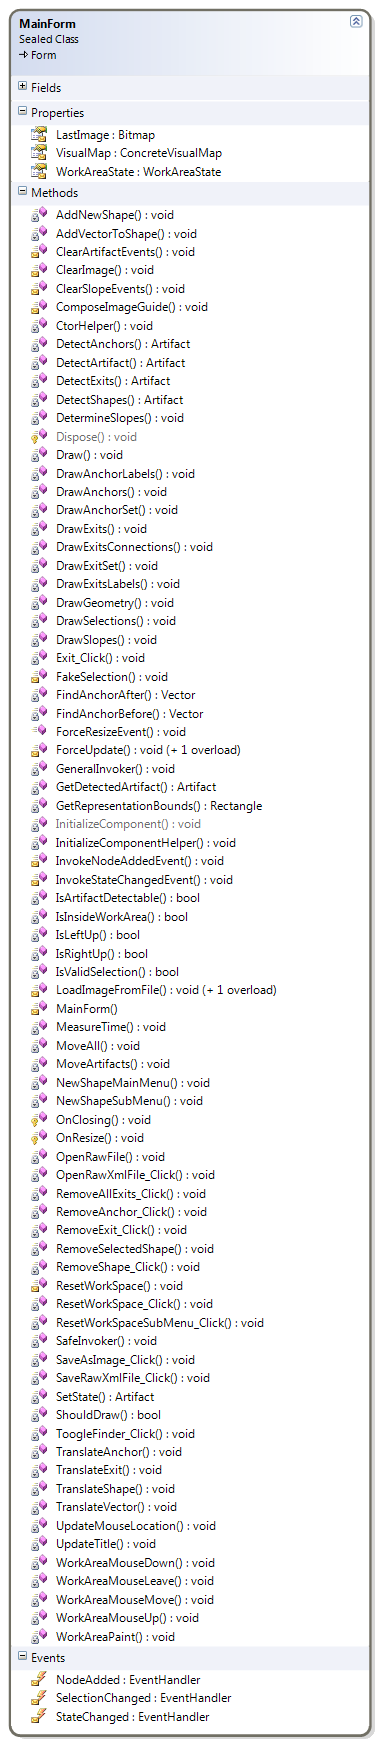 MainForm
Sealed Class
Form
Fields
Properties
LastImage : Bitmap
VisualMap : ConcreteVisualMap
WorkAreaState : WorkAreaState
Methods
AddNewShape() : void
AddVectorToShape() : void
ClearArtifactEvents() : void
ClearImage() : void
ClearSlopeEvents() : void
ComposeImageGuide() : void
CtorHelper() : void
DetectAnchors() : Artifact
DetectArtifact() : Artifact
DetectExits() : Artifact
DetectShapes() : Artifact
DetermineSlopes() : void
Dispose() : void
Draw() : void
DrawAnchorLabels() : void
DrawAnchors() : void
DrawAnchorSet() : void
DrawExits() : void
DrawExitsConnections() : void
DrawExitSet() : void
DrawExitsLabels() : void
DrawGeometry() : void
DrawSelections() : void
DrawSlopes() : void
Exit_Click() : void
FakeSelection() : void
FindAnchorAfter() : Vector
FindAnchorBefore() : Vector
ForceResizeEvent() : void
ForceUpdate() : void (+ 1 overload)
GeneralInvoker() : void
GetDetectedArtifact() : Artifact
GetRepresentationBounds() : Rectangle
InitializeComponent() : void
InitializeComponentHelper() : void
InvokeNodeAddedEvent() : void
InvokeStateChangedEvent() : void
IsArtifactDetectable() : bool
IsInsideWorkArea() : bool
IsLeftUp() : bool
IsRightUp() : bool
IsValidSelection() : bool
LoadImageFromFile() : void (+ 1 overload)
MainForm()
MeasureTime() : void
MoveAll() : void
MoveArtifacts() : void
NewShapeMainMenu() : void
NewShapeSubMenu() : void
OnClosing() : void
OnResize() : void
OpenRawFile() : void
OpenRawXmlFile_Click() : void
RemoveAllExits_Click() : void
RemoveAnchor_Click() : void
RemoveExit_Click() : void
RemoveSelectedShape() : void
RemoveShape_Click() : void
ResetWorkSpace() : void
ResetWorkSpace_Click() : void
ResetWorkSpaceSubMenu_Click() : void
SafeInvoker() : void
SaveAsImage_Click() : void
SaveRawXmlFile_Click() : void
SetState() : Artifact
ShouldDraw() : bool
ToogleFinder_Click() : void
TranslateAnchor() : void
TranslateExit() : void
TranslateShape() : void
TranslateVector() : void
UpdateMouseLocation() : void
UpdateTitle() : void
WorkAreaMouseDown() : void
WorkAreaMouseLeave() : void
WorkAreaMouseMove() : void
WorkAreaMouseUp() : void
WorkAreaPaint() : void
Events
NodeAdded : EventHandler
SelectionChanged : EventHandler
StateChanged : EventHandler